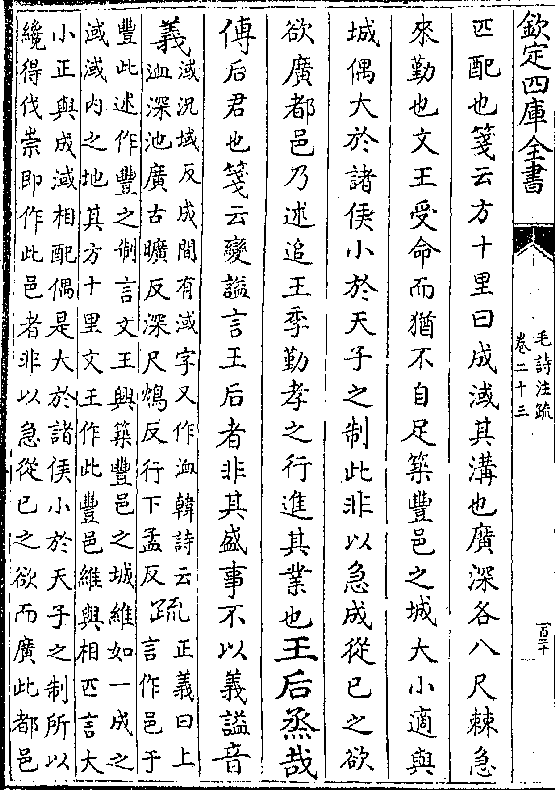 欽定四庫全書
毛詩注疏
卷二十三
百二十
匹配也箋云方十里曰成淢其溝也廣深各八尺棘急
來勤也文王受命而猶不自足築豐邑之城大小適與
城偶大於諸侯小於天子之制此非以急成從已之欲
欲廣都邑乃述追王季勤孝之行進其業也王后烝哉
傳后君也箋云變謚言王后者非其盛事不以義謚音
義淢況域反成間有淢字又作洫韓詩云
洫深池廣古曠反深尺鴆反行下孟反疏正義曰上
言作邑于
豐此述作豐之制言文王興築豐邑之城維如一成之
淢淢内之地其方十里文王作此豐邑維與相匹言大
小正與成淢相配偶是大於諸侯小於天子之制所以
纔得伐崇即作此邑者非以急從已之欲而廣此都邑